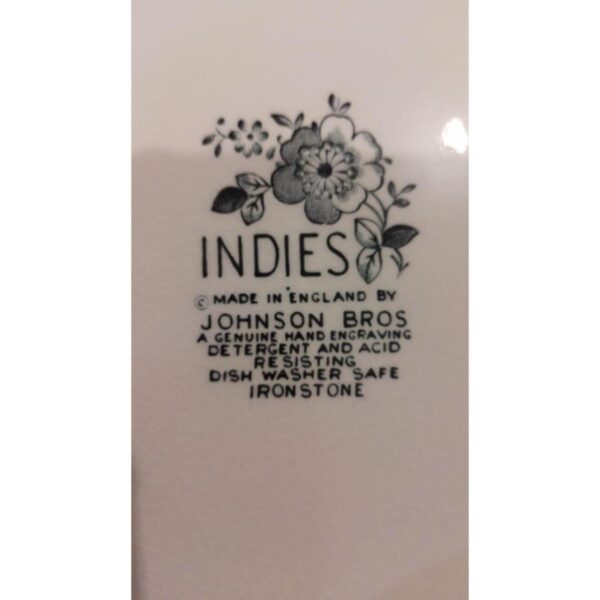 INDIES
© MADE IN ENGLAND BY
JOHNSON BROS
A GENUINE HAND ENGRAVING
DETERGENT AND ACID
RESISTING
DISH WASHER SAFE
IRONSTONE